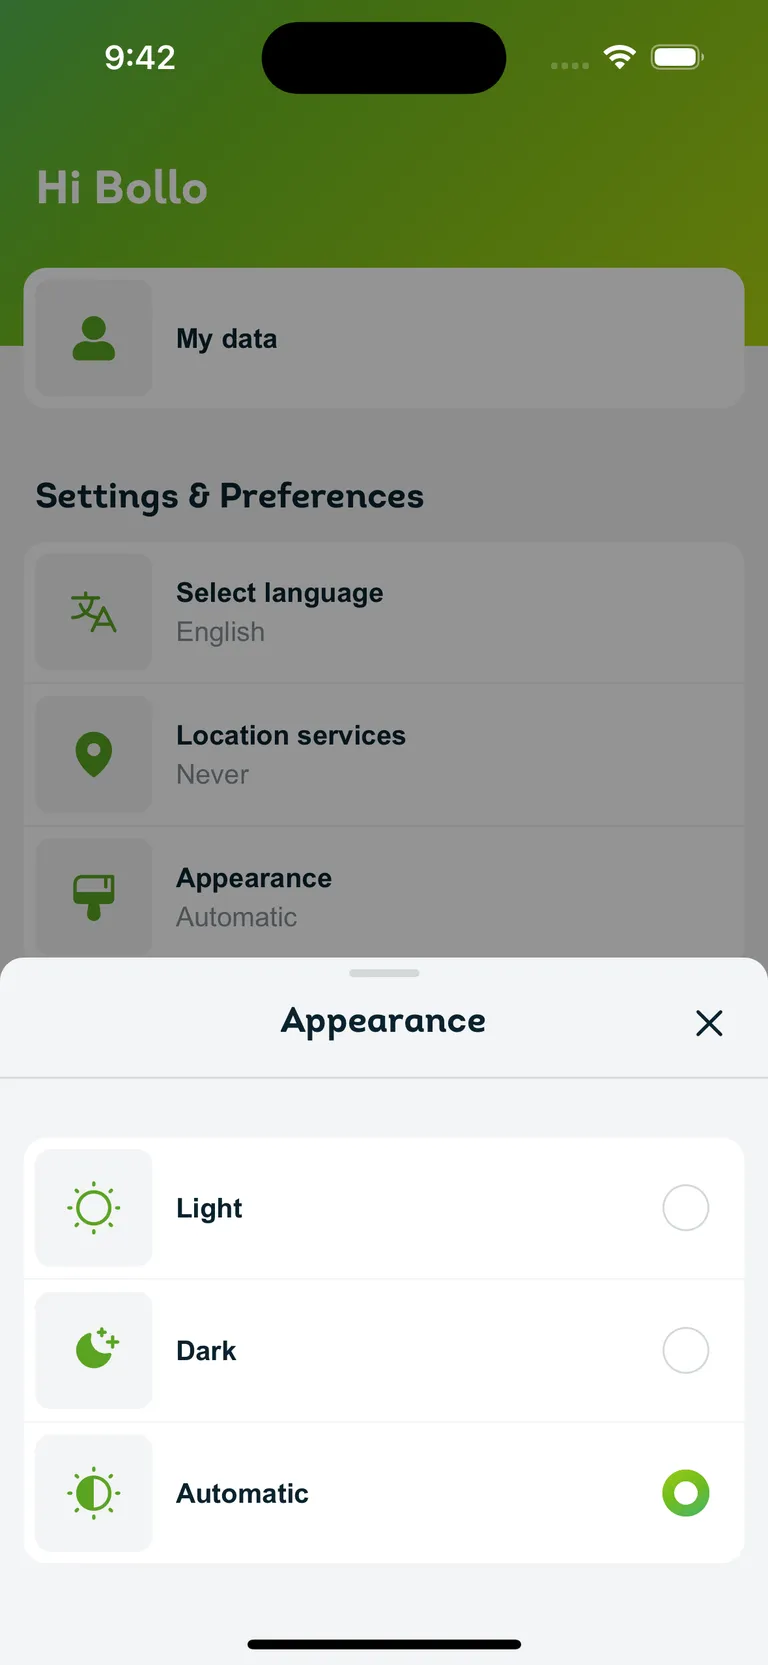 9:42
Hi Bollo
My data
Settings & Preferences
Select language
English
Location services
Never
Appearance
Automatic
Appearance
Light
Dark
Automatic